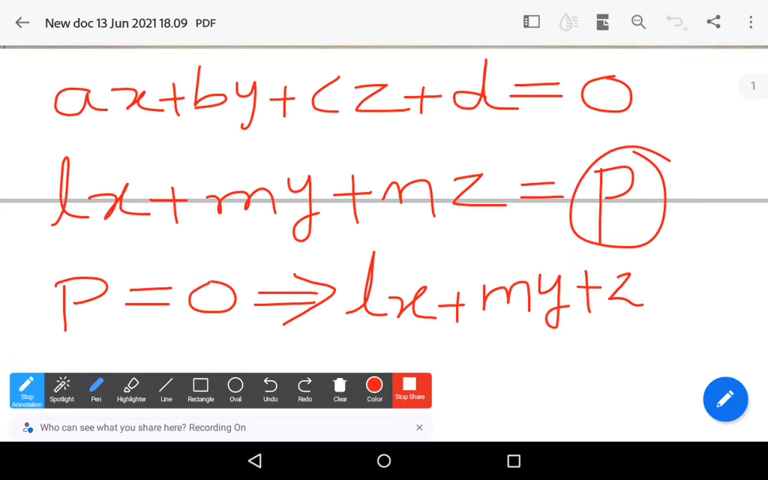 New doc 13 Jun 2021 18.09 PDF
1
ax+by+cz+d=0
lx+my+nz=P
P=0⇒lx+my+z
Stop Annotation Spotlight Pen Highlighter Line Rectangle Oval Undo Redo Clear Color Stop Share
Who can see what you share here? Recording On